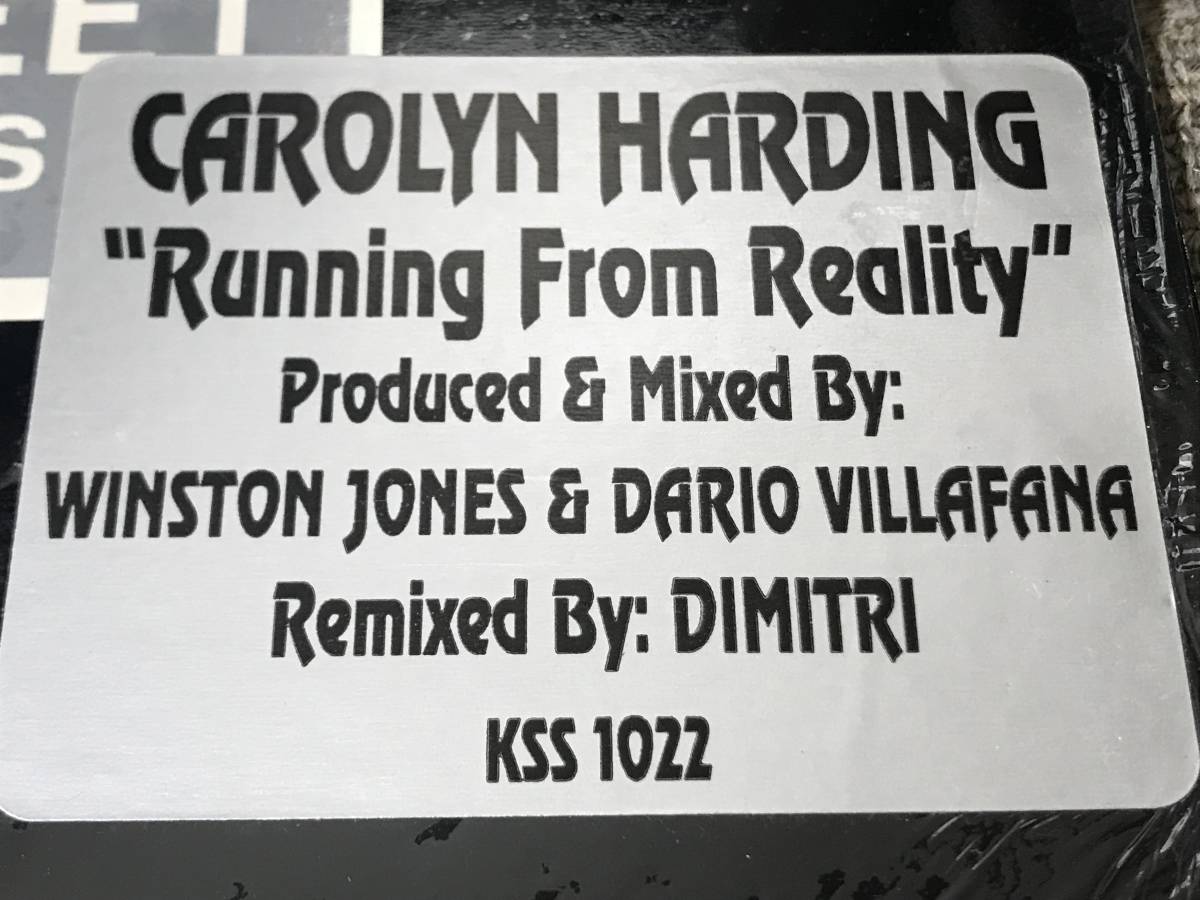 CAROLYN HARDING
"Running From Reality"
Produced & Mixed By:
WINSTON JONES & DARIO VILLAFANA
Remixed By: DIMITRI
KSS 1022